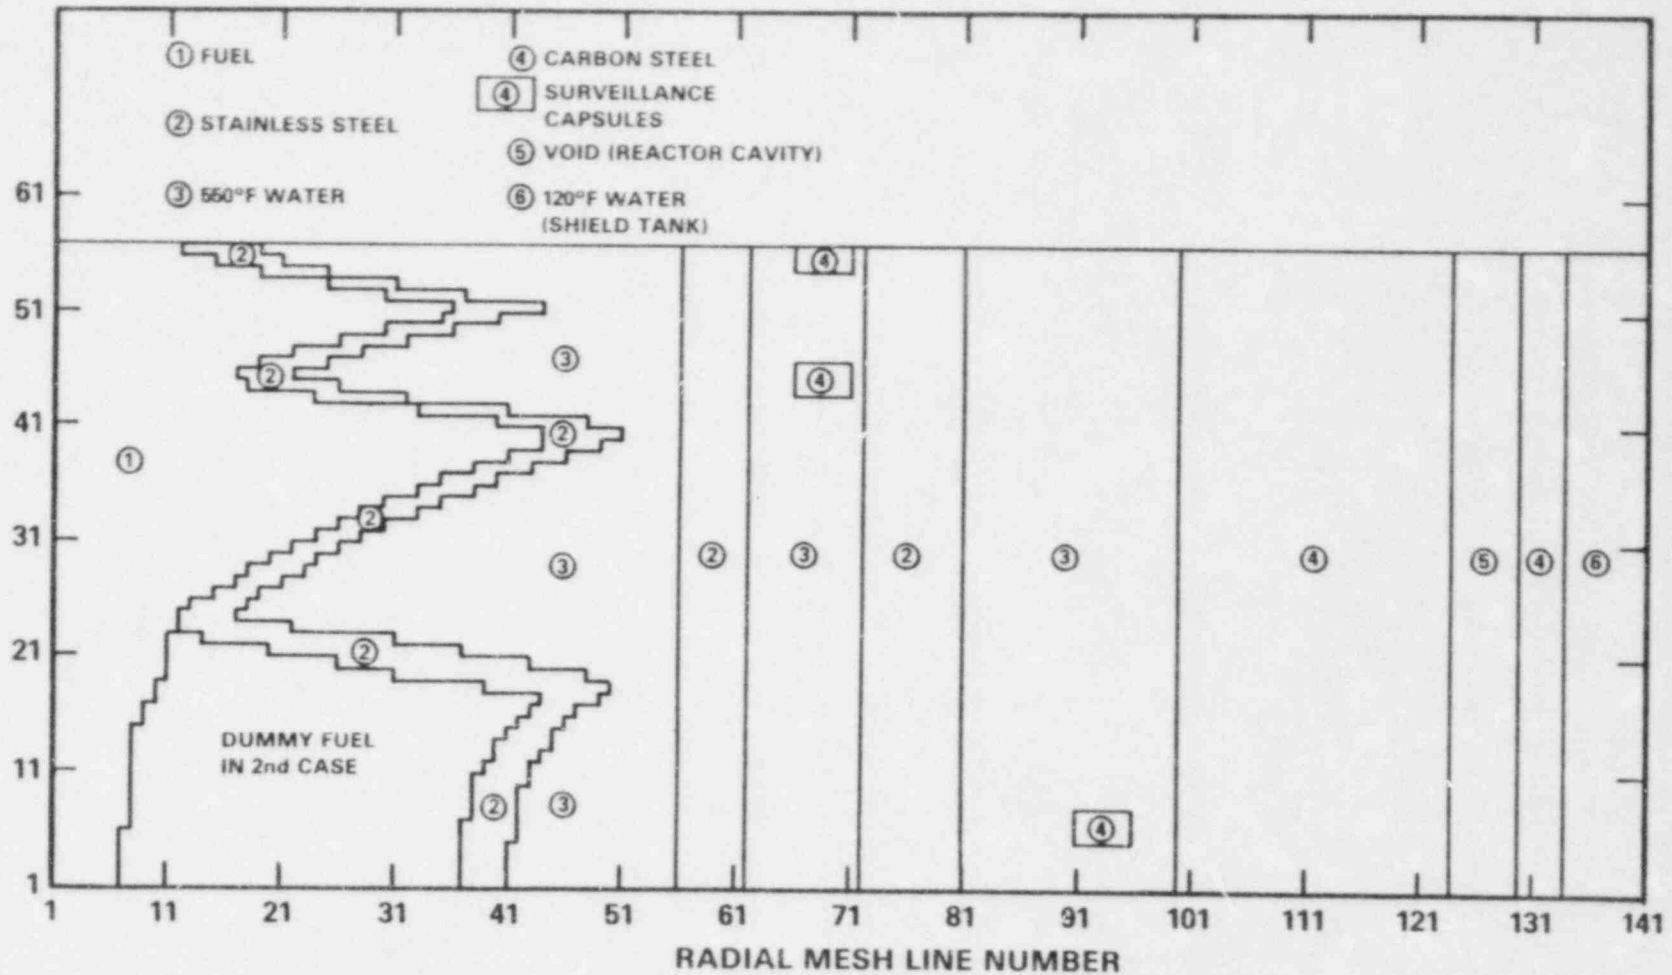 ① FUEL
② STAINLESS STEEL
③ 550°F WATER
④ CARBON STEEL
④ SURVEILLANCE
CAPSULES
⑤ VOID (REACTOR CAVITY)
⑥ 120°F WATER
(SHIELD TANK)
61
51
41
31
21
11
1
② ④
③
② ④
②
①
②
③ ② ③ ② ③ ④ ⑤ ④ ⑥
②
DUMMY FUEL
IN 2nd CASE
② ③ ④
1 11 21 31 41 51 61 71 81 91 101 111 121 131 141
RADIAL MESH LINE NUMBER